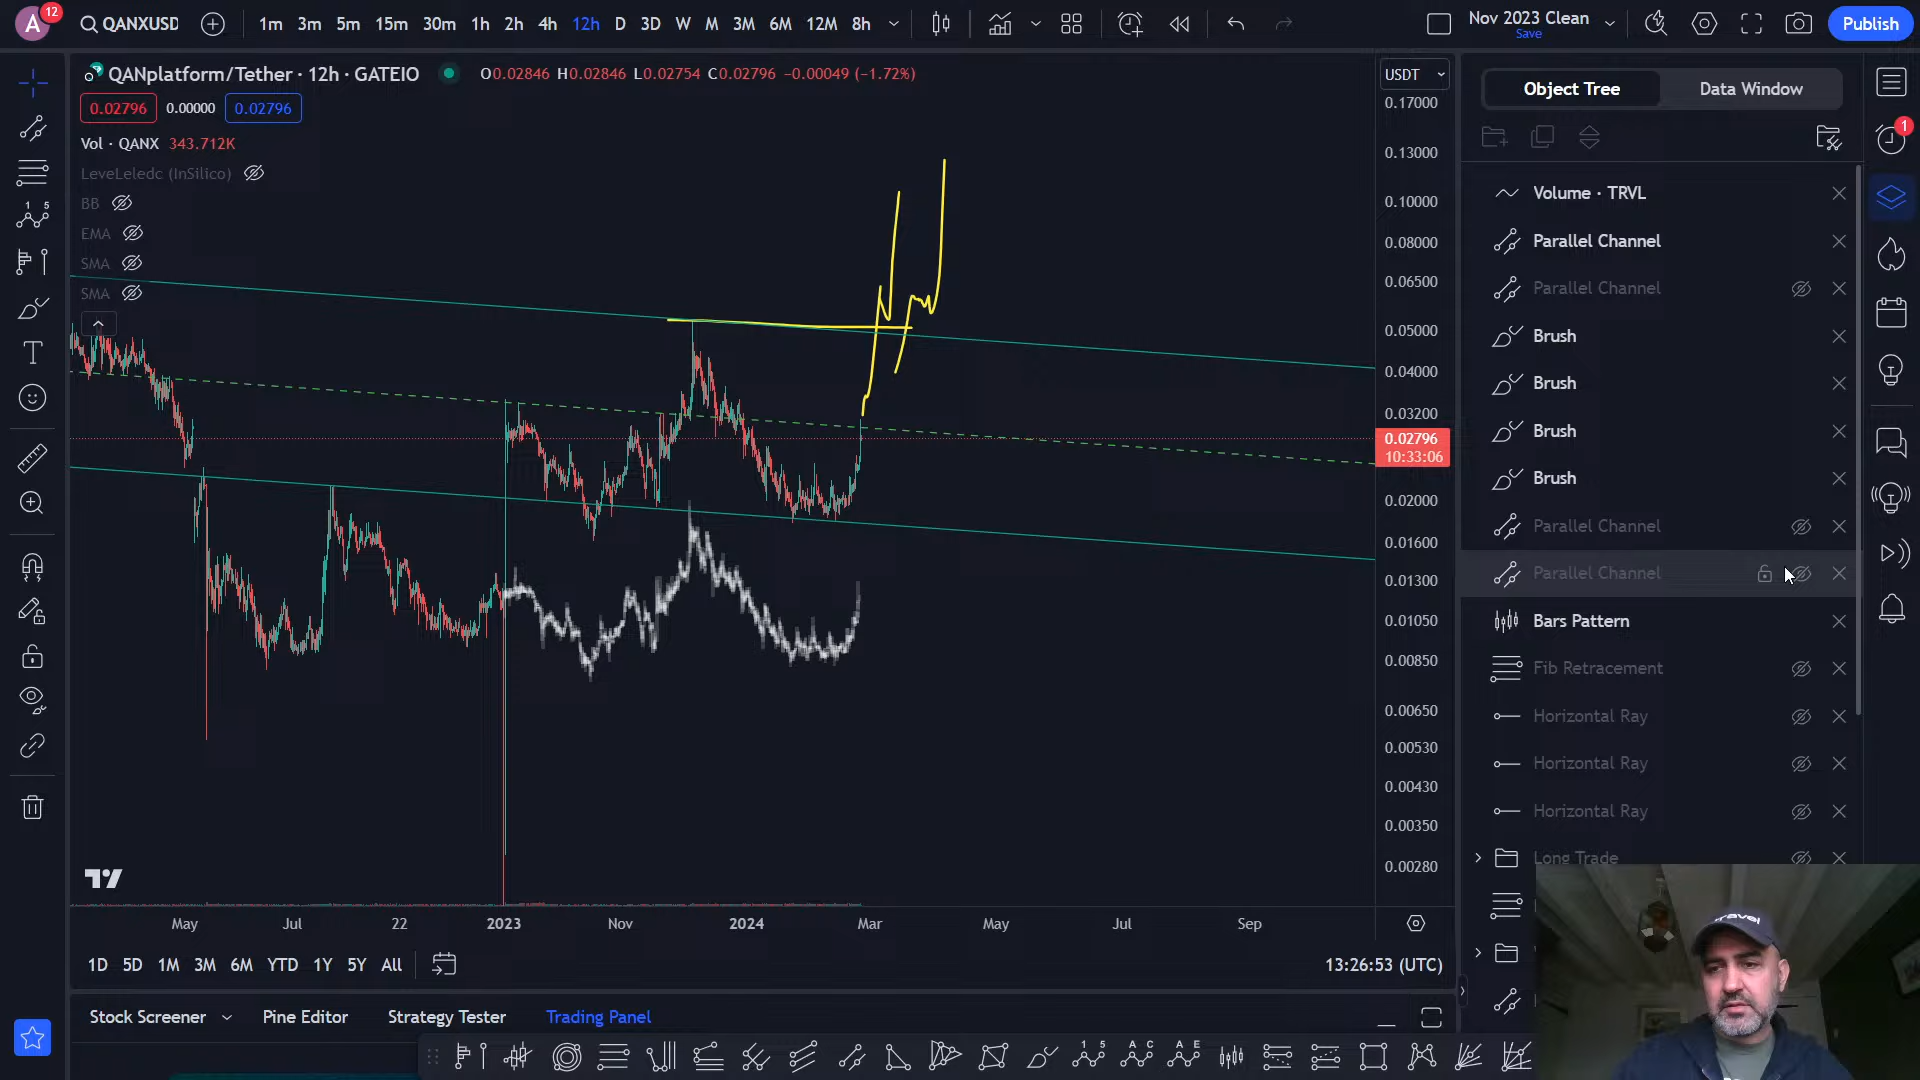 A 12 QANXUSD 1m 3m 5m 15m 30m 1h 2h 4h 12h D 3D W M 3M 6M 12M 8h Nov 2023 Clean Save Publish
QANplatform/Tether · 12h · GATEIO O0.02846 H0.02846 L0.02754 C0.02796 −0.00049 (−1.72%)
0.02796 0.00000 0.02796
Vol · QANX 343.712K
LeveLeledc (InSilico)
BB
EMA
SMA
SMA
USDT
0.17000
0.13000
0.10000
0.08000
0.06500
0.05000
0.04000
0.03200
0.02796
10:33:06
0.02000
0.01600
0.01300
0.01050
0.00850
0.00650
0.00530
0.00430
0.00350
0.00280
May Jul 22 2023 Nov 2024 Mar May Jul Sep
1D 5D 1M 3M 6M YTD 1Y 5Y All 13:26:53 (UTC)
Stock Screener Pine Editor Strategy Tester Trading Panel
Object Tree Data Window
Volume · TRVL
Parallel Channel
Parallel Channel
Brush
Brush
Brush
Brush
Parallel Channel
Parallel Channel
Bars Pattern
Fib Retracement
Horizontal Ray
Horizontal Ray
Horizontal Ray
Long Trade
1